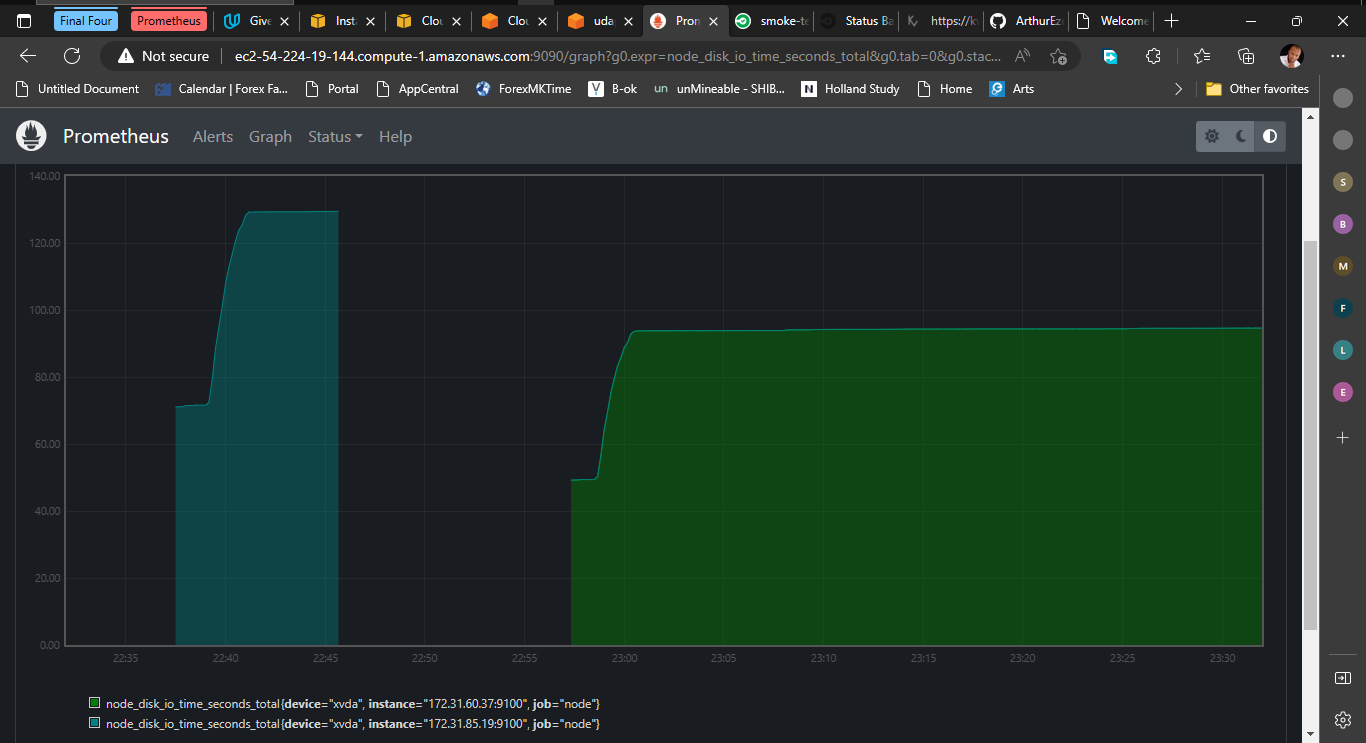 Final Four
Prometheus
Give
Inst
Clou
Clou
uda
Pron
smoke-te
Status Ba
https://k
ArthurEz
Welcome
Not secure
ec2-54-224-19-144.compute-1.amazonaws.com:9090/graph?g0.expr=node_disk_io_time_seconds_total&g0.tab=0&g0.stac...
Untitled Document
Calendar | Forex Fa...
Portal
AppCentral
ForexMKTime
B-ok
un unMineable - SHIB...
Holland Study
Home
Arts
Other favorites
Prometheus
Alerts
Graph
Status
Help
S
B
M
F
L
E
140.00
120.00
100.00
80.00
60.00
40.00
20.00
0.00
22:35 22:40 22:45 22:50 22:55 23:00 23:05 23:10 23:15 23:20 23:25 23:30
node_disk_io_time_seconds_total{device="xvda", instance="172.31.60.37:9100", job="node"}
node_disk_io_time_seconds_total{device="xvda", instance="172.31.85.19:9100", job="node"}